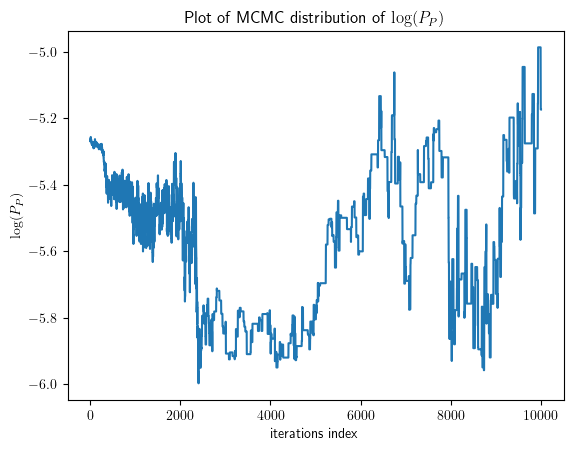 Plot of MCMC distribution of log(P_P)
log(P_P)
−5.0
−5.2
−5.4
−5.6
−5.8
−6.0
0 2000 4000 6000 8000 10000
iterations index